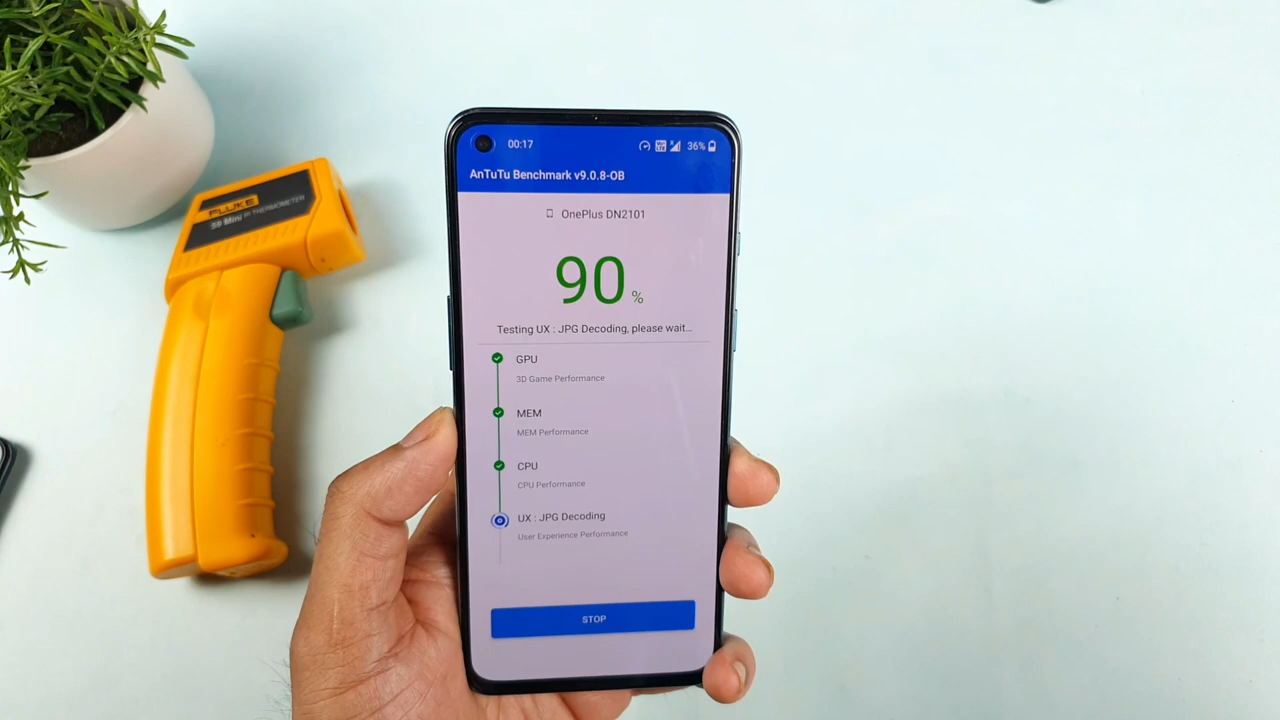 FLUKE
59 Mini IR THERMOMETER
00:17
36%
AnTuTu Benchmark v9.0.8-OB
OnePlus DN2101
90%
Testing UX : JPG Decoding, please wait...
GPU
3D Game Performance
MEM
MEM Performance
CPU
CPU Performance
UX : JPG Decoding
User Experience Performance
STOP